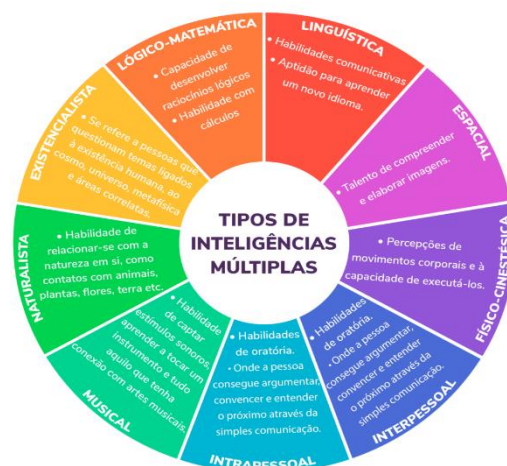 TIPOS DE
INTELIGÊNCIAS
MÚLTIPLAS
LINGUÍSTICA
• Habilidades comunicativas
• Aptidão para aprender
um novo idioma.
ESPACIAL
• Talento de compreender
e elaborar imagens.
FÍSICO-CINESTÉSICA
• Percepções de
movimentos corporais e à
capacidade de executá-los.
INTERPESSOAL
• Habilidades
de oratória.
• Onde a pessoa
consegue argumentar,
convencer e entender
o próximo através da
simples comunicação.
INTRAPESSOAL
• Habilidades
de oratória.
• Onde a pessoa
consegue argumentar,
convencer e entender
o próximo através da
simples comunicação.
MUSICAL
• Habilidade
de captar
estímulos sonoros,
aprender a tocar um
instrumento e tudo
aquilo que tenha
conexão com artes musicais.
NATURALISTA
• Habilidade de
relacionar-se com a
natureza em si, como
contatos com animais,
plantas, flores, terra etc.
EXISTENCIALISTA
• Se refere a pessoas que
questionam temas ligados
à existência humana, ao
cosmo, universo, metafísica
e áreas correlatas.
LÓGICO-MATEMÁTICA
• Capacidade de
desenvolver
raciocínios lógicos
• Habilidade com
cálculos